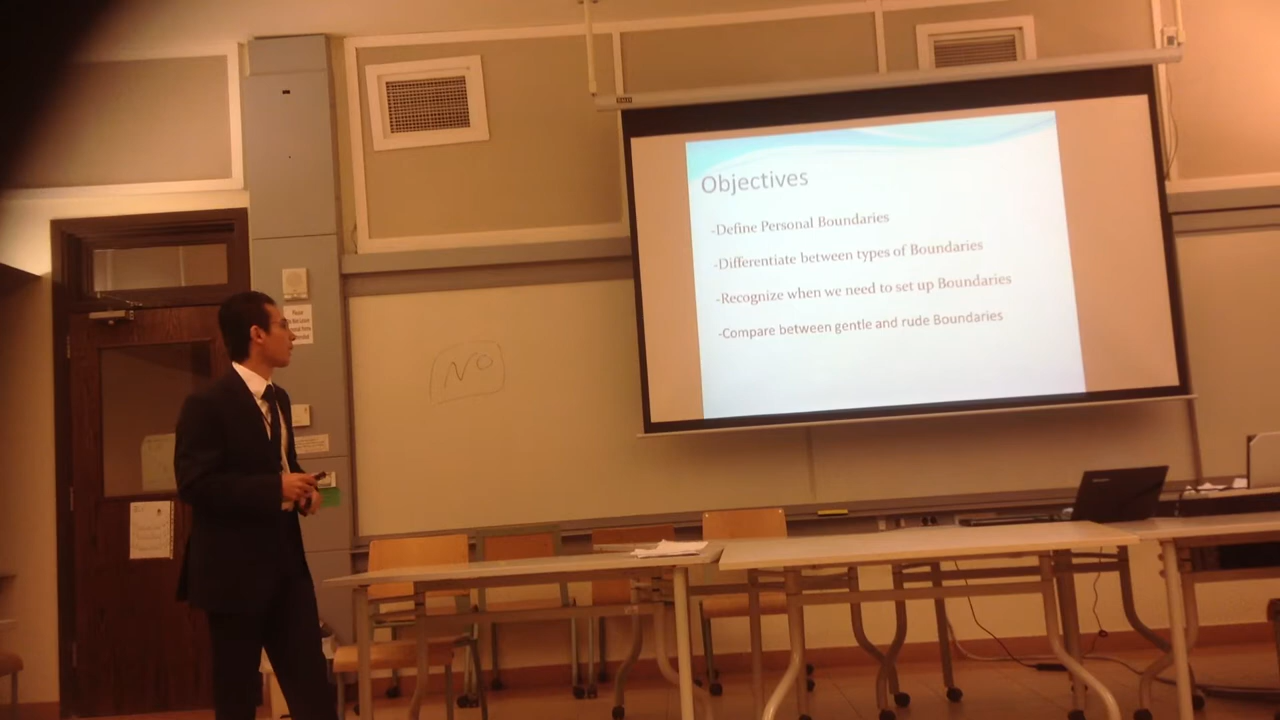 Objectives
-Define Personal Boundaries
-Differentiate between types of Boundaries
-Recognize when we need to set up Boundaries
-Compare between gentle and rude Boundaries
NO
Please